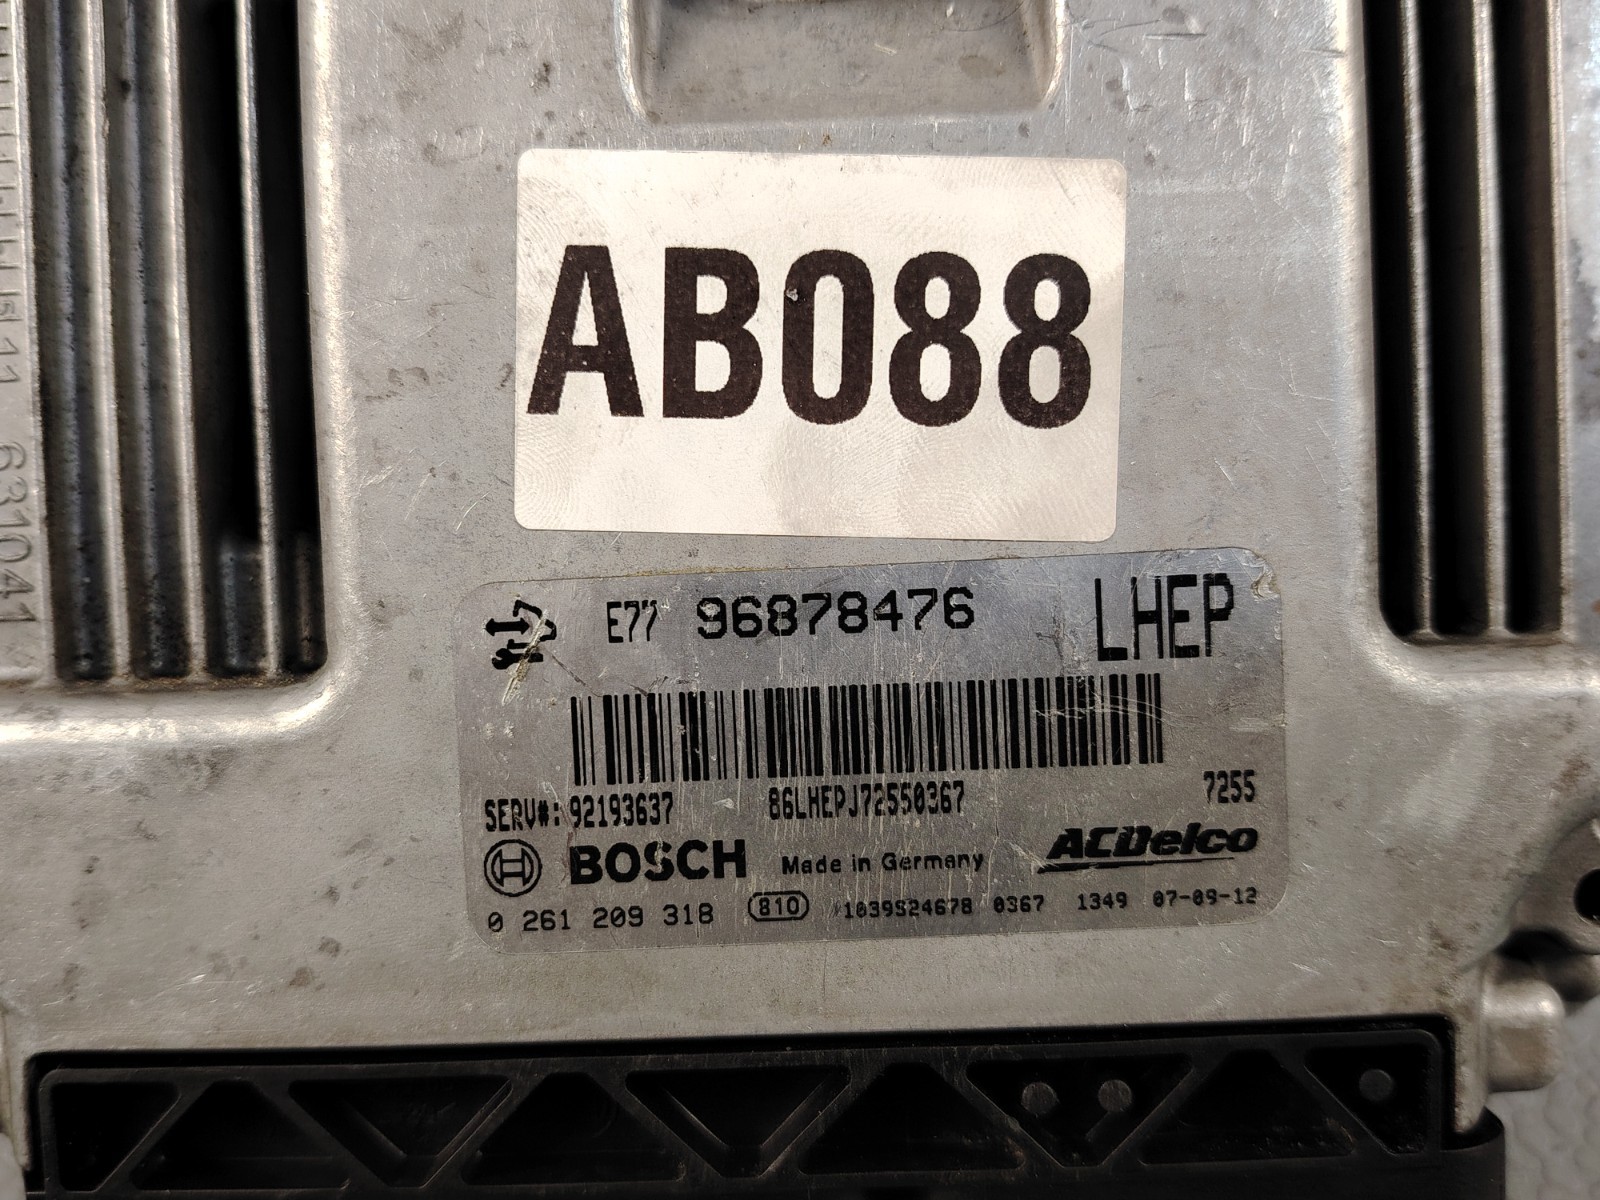 AB088
E77 96878476 LHEP
SERV#: 92193637 86LHEPJ72550367 7255
BOSCH Made in Germany ACDelco
0 261 209 318 810 1039S24678 0367 1349 07-09-12
631041